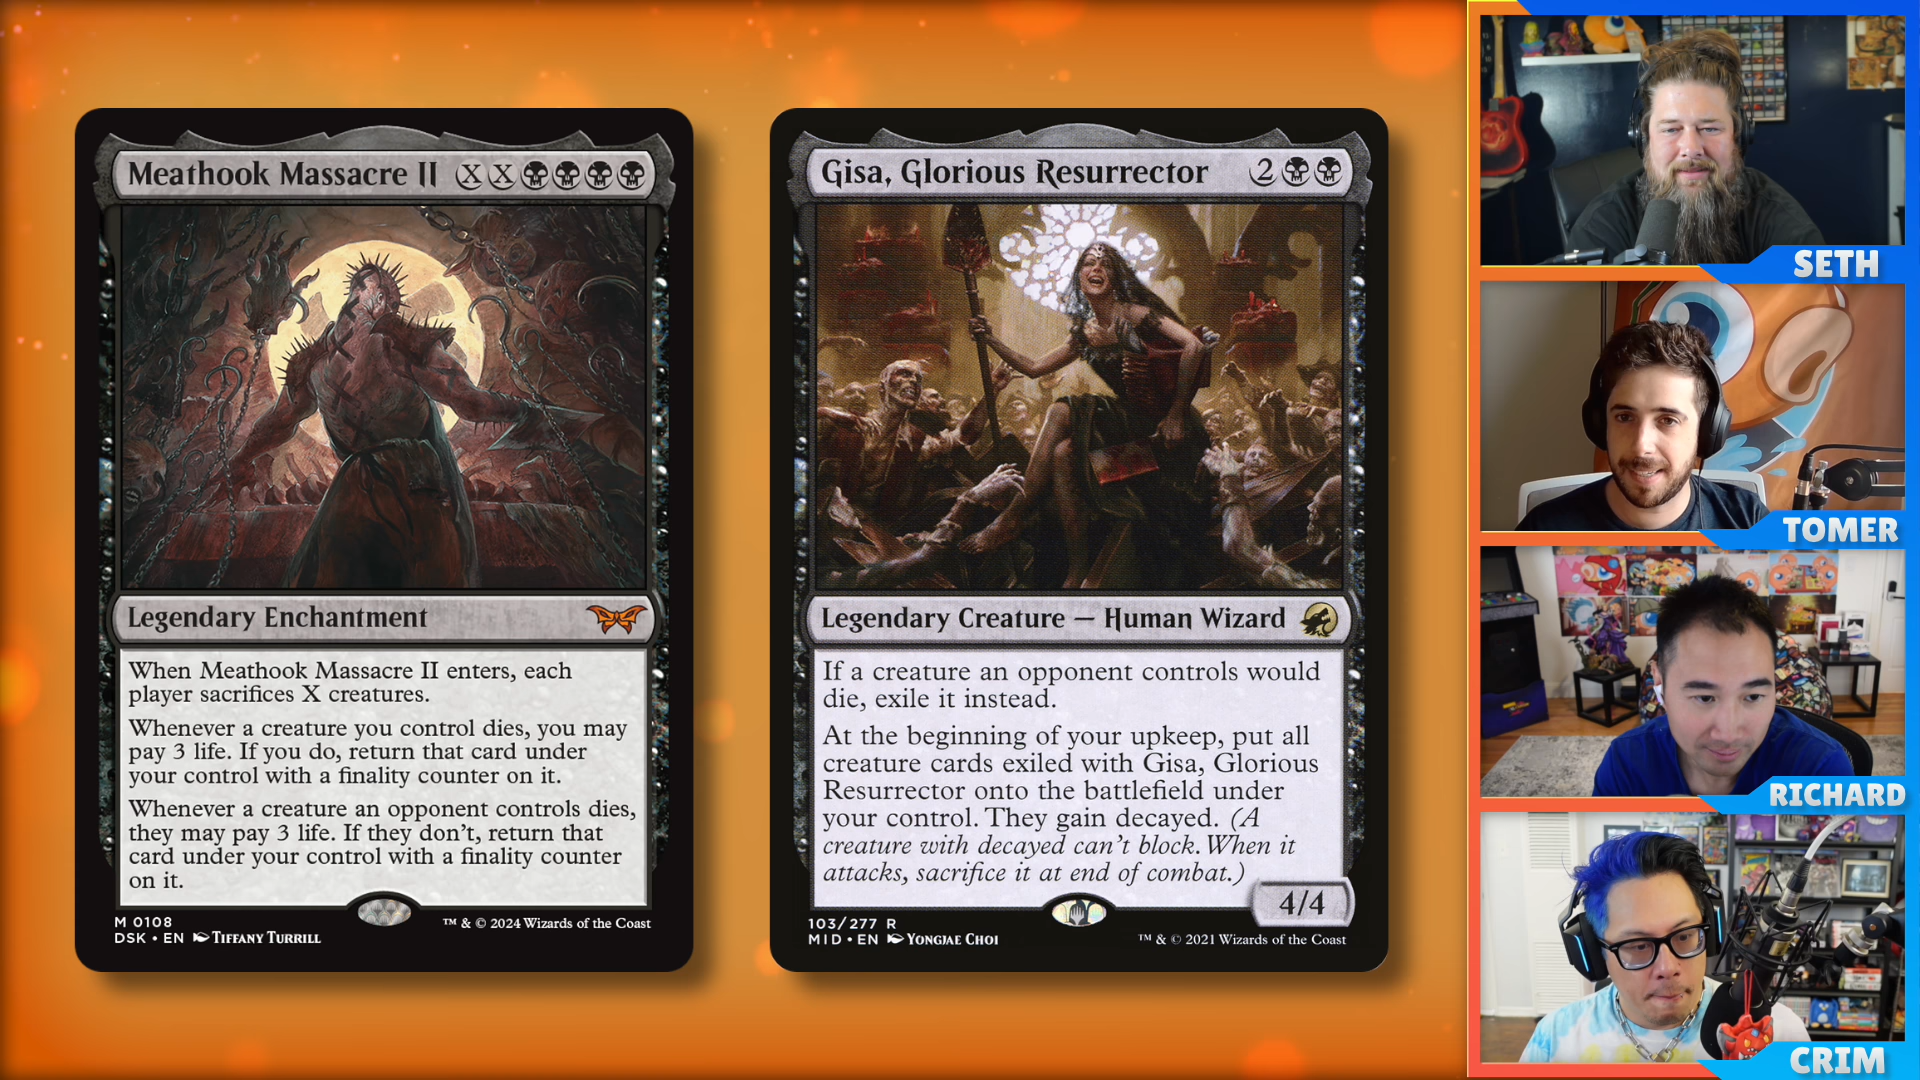 Meathook Massacre II XX
Legendary Enchantment
When Meathook Massacre II enters, each
player sacrifices X creatures.
Whenever a creature you control dies, you may
pay 3 life. If you do, return that card under
your control with a finality counter on it.
Whenever a creature an opponent controls dies,
they may pay 3 life. If they don't, return that
card under your control with a finality counter
on it.
M 0108
DSK • EN TIFFANY TURRILL
™ & © 2024 Wizards of the Coast
Gisa, Glorious Resurrector 2
Legendary Creature — Human Wizard
If a creature an opponent controls would
die, exile it instead.
At the beginning of your upkeep, put all
creature cards exiled with Gisa, Glorious
Resurrector onto the battlefield under
your control. They gain decayed. (A
creature with decayed can't block. When it
attacks, sacrifice it at end of combat.)
4/4
103/277 R
MID • EN YONGJAE CHOI
™ & © 2021 Wizards of the Coast
SETH
TOMER
RICHARD
CRIM